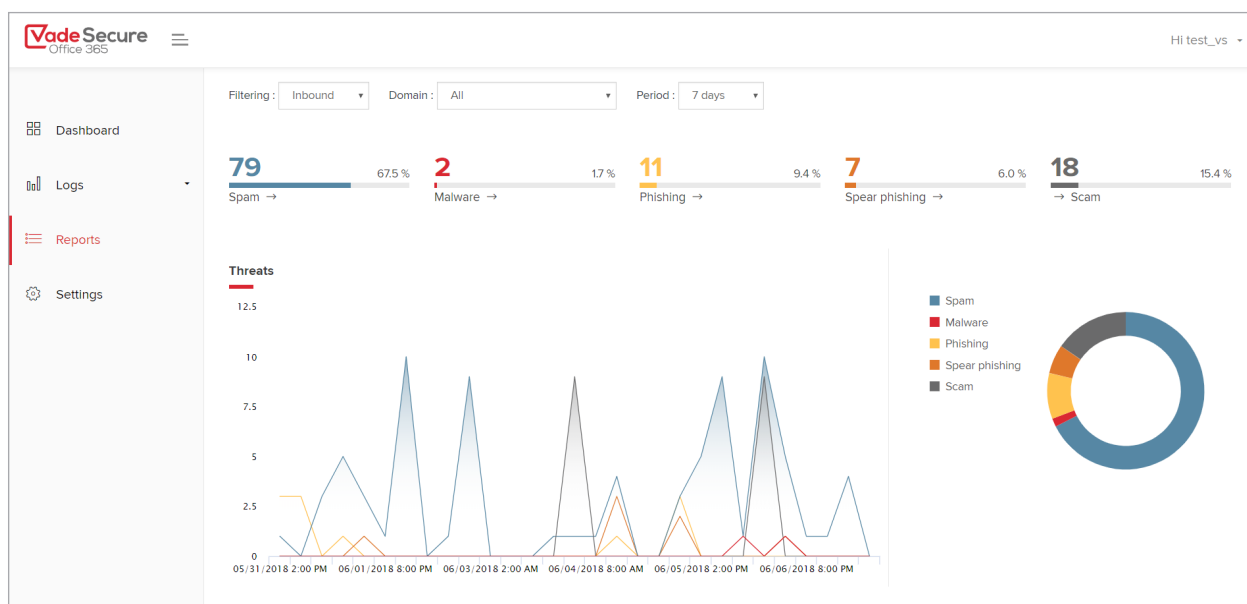 Vade Secure
Office 365
Hi test_vs
Filtering : Inbound Domain : All Period : 7 days
Dashboard
Logs
Reports
Settings
79 67.5 % 2 1.7 % 11 9.4 % 7 6.0 % 18 15.4 %
Spam → Malware → Phishing → Spear phishing → → Scam
Threats
12.5
10
7.5
5
2.5
0
05/31/2018 2:00 PM 06/01/2018 8:00 PM 06/03/2018 2:00 AM 06/04/2018 8:00 AM 06/05/2018 2:00 PM 06/06/2018 8:00 PM
Spam
Malware
Phishing
Spear phishing
Scam